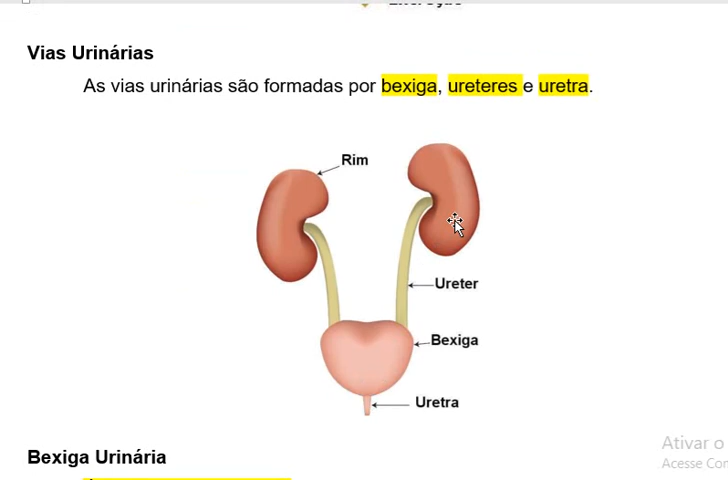 Vias Urinárias
As vias urinárias são formadas por bexiga, ureteres e uretra.
Rim
Ureter
Bexiga
Uretra
Bexiga Urinária
Ativar o
Acesse Con